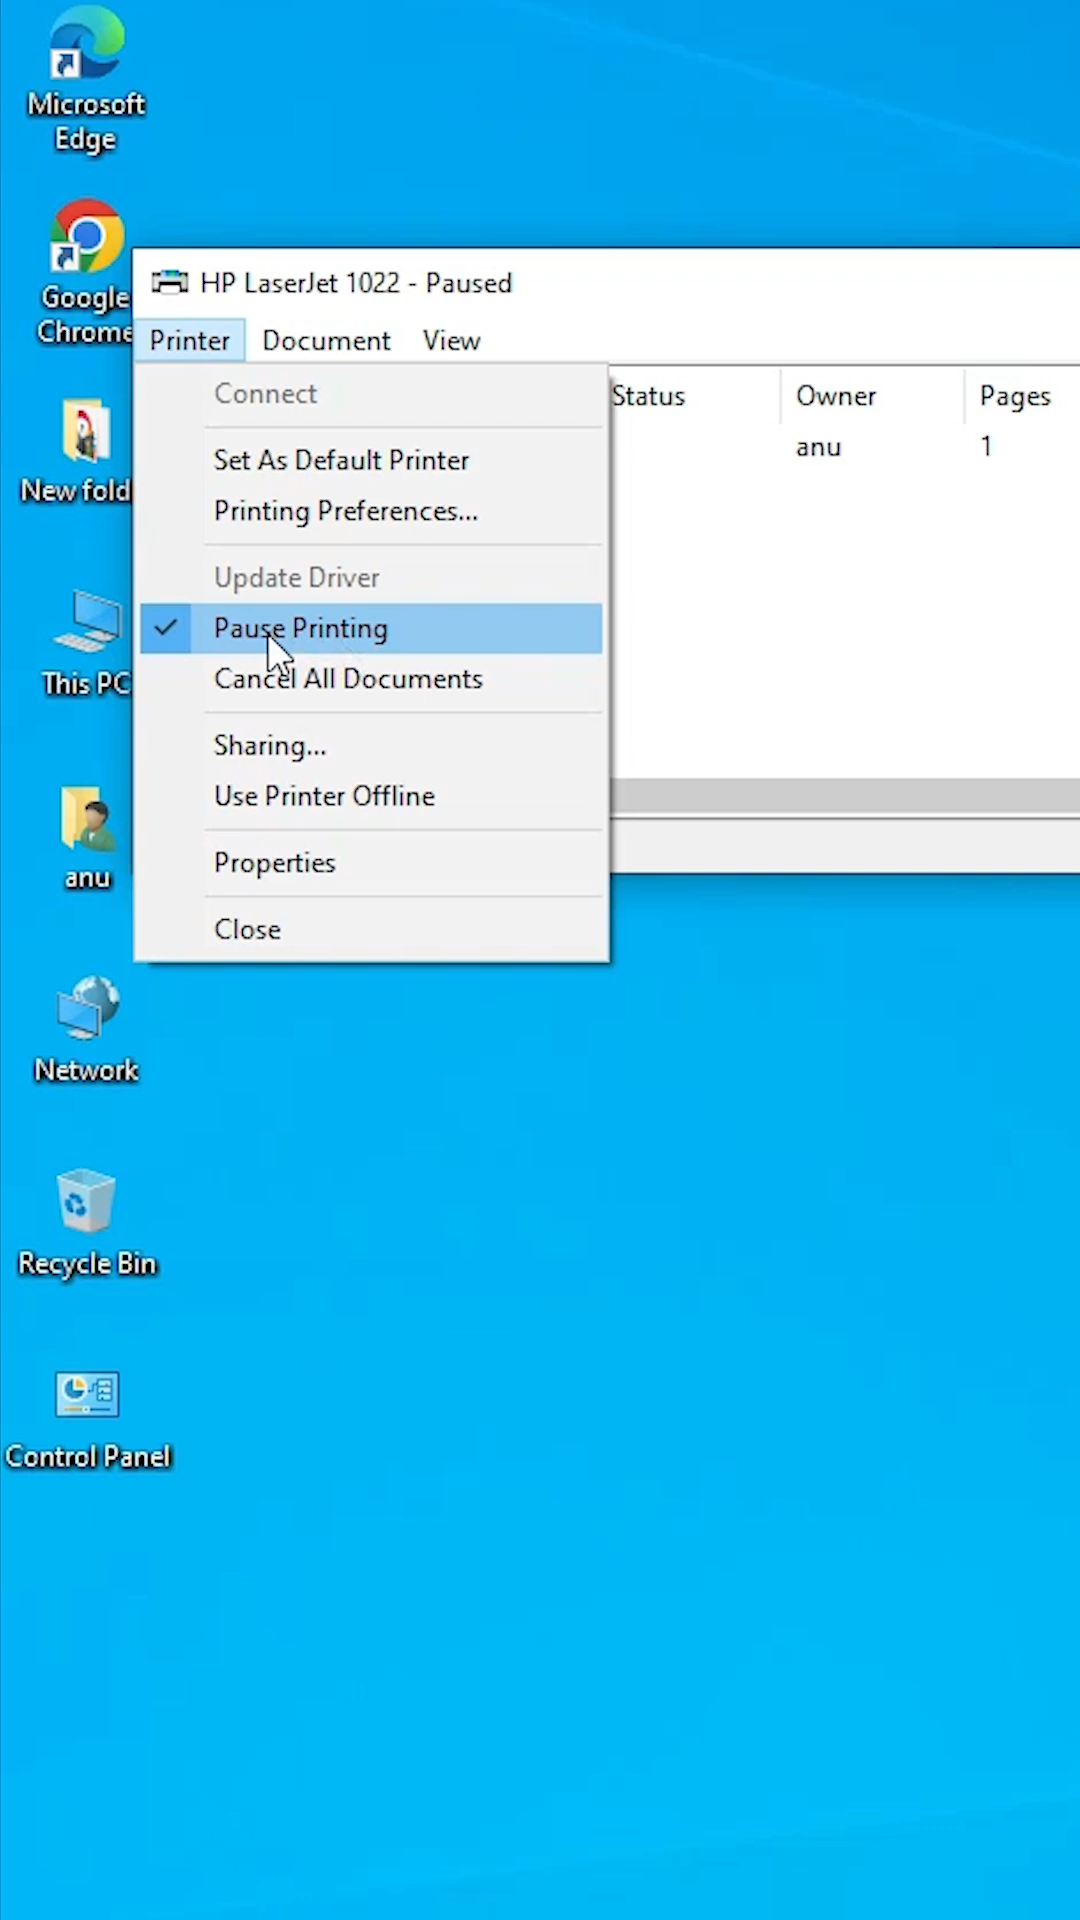 Microsoft
Edge
Google
Chrome
New fold
This PC
anu
Network
Recycle Bin
Control Panel
HP LaserJet 1022 - Paused
Printer Document View
Connect
Set As Default Printer
Printing Preferences...
Update Driver
Pause Printing
Cancel All Documents
Sharing...
Use Printer Offline
Properties
Close
Status Owner Pages
anu 1